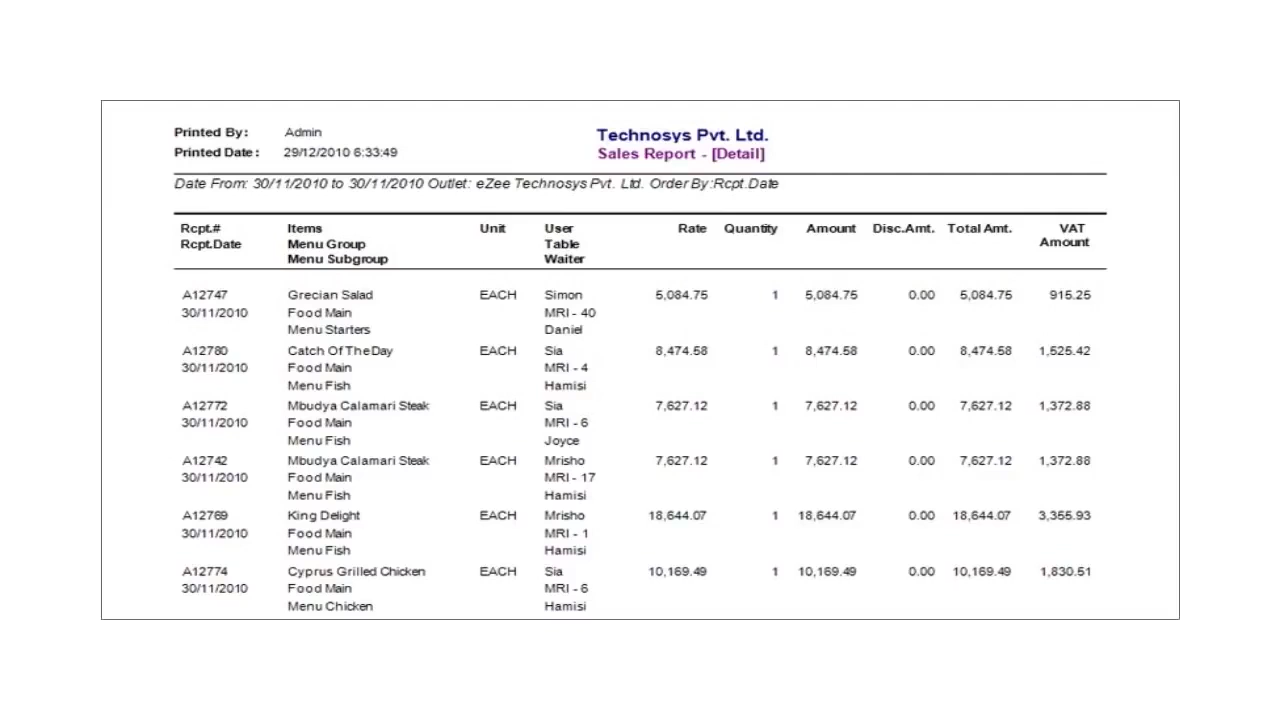 Printed By: Admin
Technosys Pvt. Ltd.
Printed Date: 29/12/2010 6:33:49
Sales Report - [Detail]
Date From: 30/11/2010 to 30/11/2010 Outlet: eZee Technosys Pvt. Ltd. Order By:Rcpt.Date
Rcpt.# Items Unit User Rate Quantity Amount Disc.Amt. Total Amt. VAT
Rcpt.Date Menu Group Table Amount
Menu Subgroup Waiter
A12747 Grecian Salad EACH Simon 5,084.75 1 5,084.75 0.00 5,084.75 915.25
30/11/2010 Food Main MRI - 40
Menu Starters Daniel
A12780 Catch Of The Day EACH Sia 8,474.58 1 8,474.58 0.00 8,474.58 1,525.42
30/11/2010 Food Main MRI - 4
Menu Fish Hamisi
A12772 Mbudya Calamari Steak EACH Sia 7,627.12 1 7,627.12 0.00 7,627.12 1,372.88
30/11/2010 Food Main MRI - 6
Menu Fish Joyce
A12742 Mbudya Calamari Steak EACH Mrisho 7,627.12 1 7,627.12 0.00 7,627.12 1,372.88
30/11/2010 Food Main MRI - 17
Menu Fish Hamisi
A12769 King Delight EACH Mrisho 18,644.07 1 18,644.07 0.00 18,644.07 3,355.93
30/11/2010 Food Main MRI - 1
Menu Fish Hamisi
A12774 Cyprus Grilled Chicken EACH Sia 10,169.49 1 10,169.49 0.00 10,169.49 1,830.51
30/11/2010 Food Main MRI - 6
Menu Chicken Hamisi